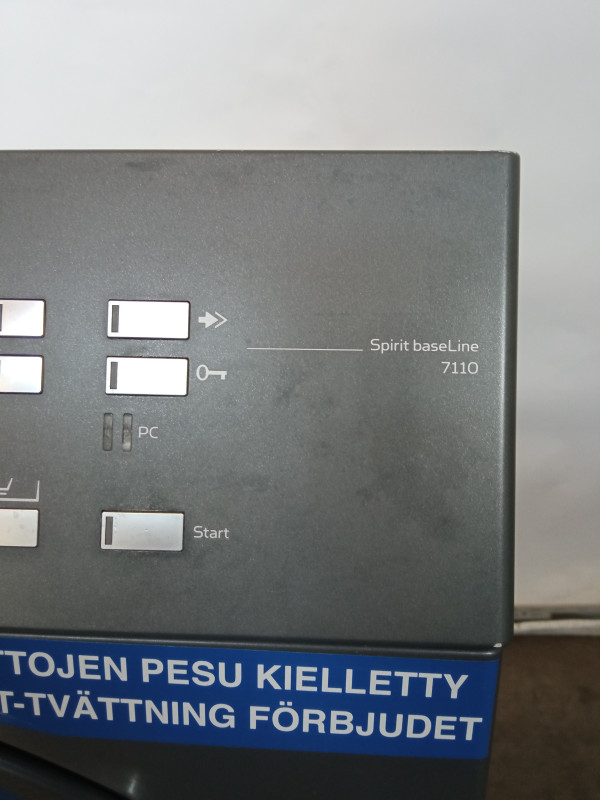 Spirit baseLine
7110
PC
Start
TTOJEN PESU KIELLETTY
T-TVÄTTNING FÖRBJUDET